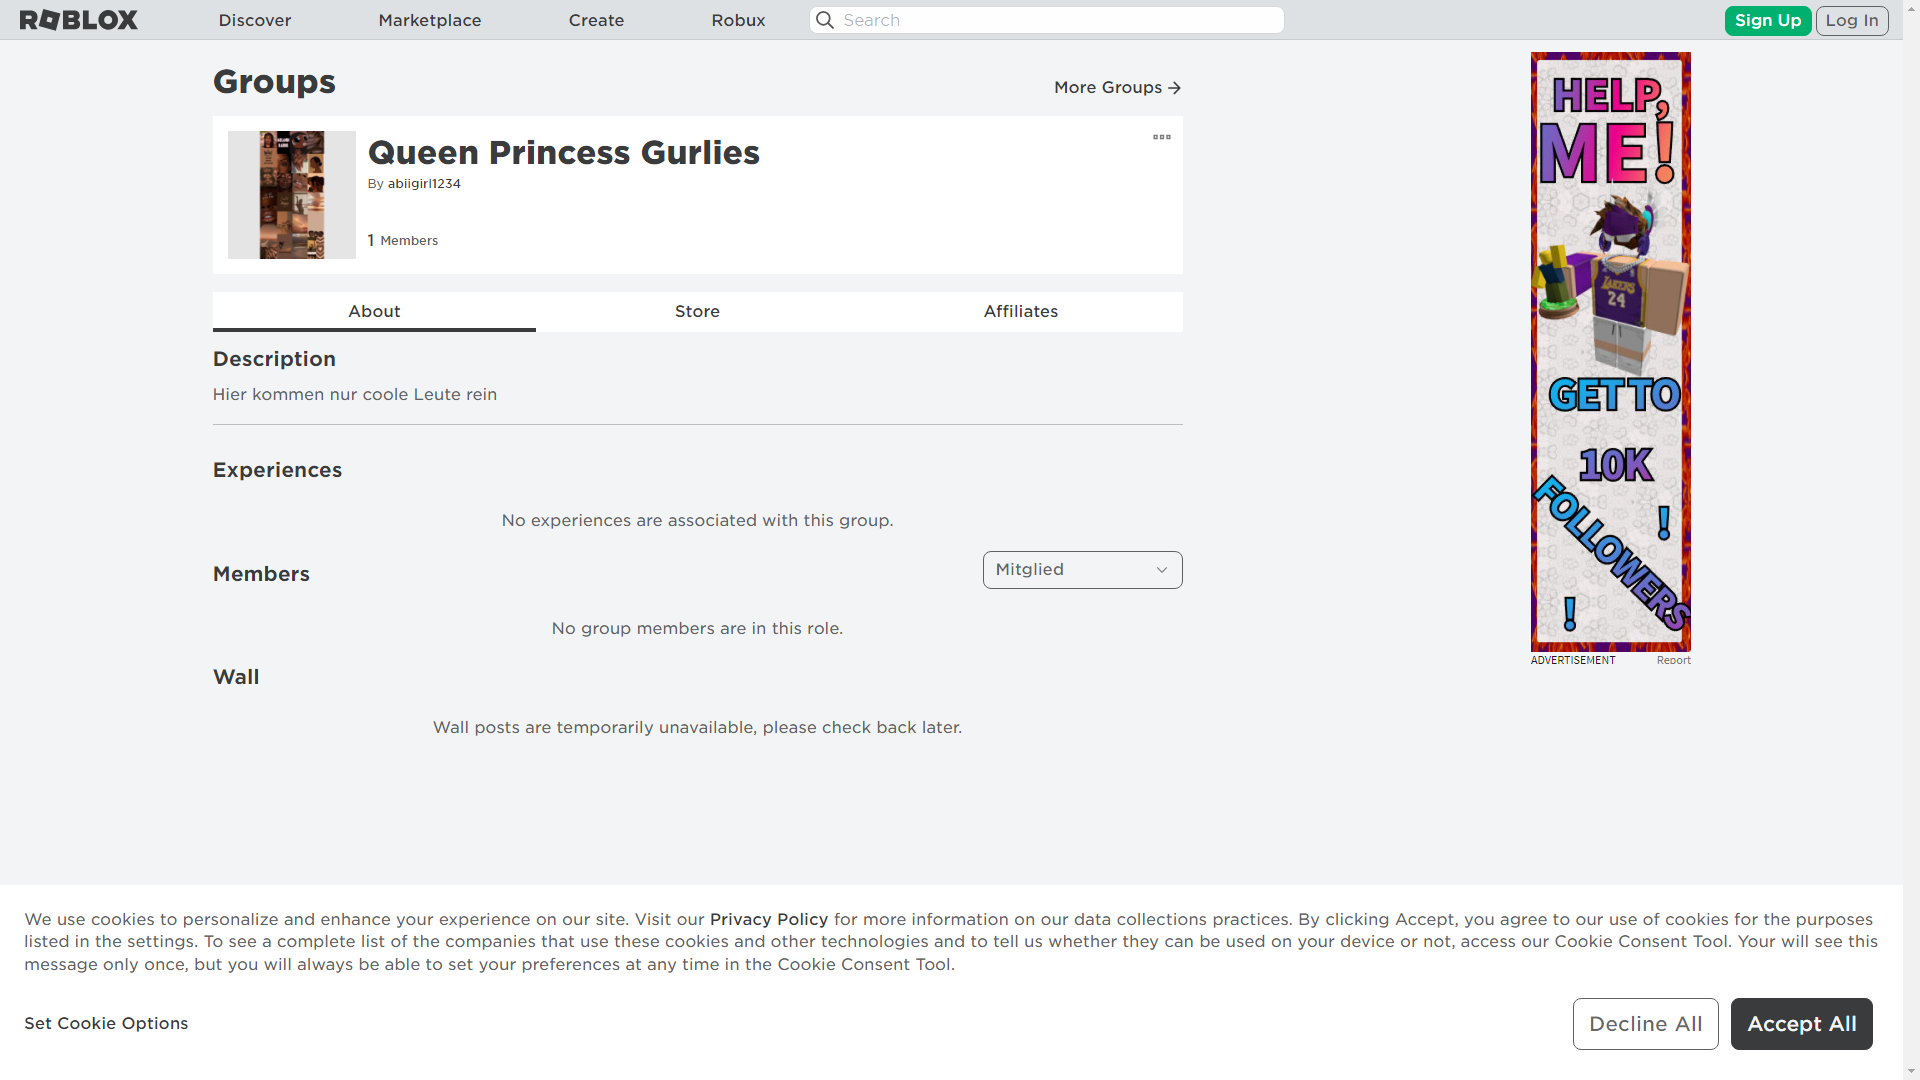 ROBLOX
Discover
Marketplace
Create
Robux
Search
Sign Up
Log In
Groups
More Groups
Queen Princess Gurlies
By abiigirl1234
1 Members
About
Store
Affiliates
Description
Hier kommen nur coole Leute rein
Experiences
No experiences are associated with this group.
Members
Mitglied
No group members are in this role.
Wall
Wall posts are temporarily unavailable, please check back later.
HELP,
ME!
LAKERS
24
GET TO
10K
FOLLOWERS
!
!
ADVERTISEMENT
Report
We use cookies to personalize and enhance your experience on our site. Visit our Privacy Policy for more information on our data collections practices. By clicking Accept, you agree to our use of cookies for the purposes
listed in the settings. To see a complete list of the companies that use these cookies and other technologies and to tell us whether they can be used on your device or not, access our Cookie Consent Tool. Your will see this
message only once, but you will always be able to set your preferences at any time in the Cookie Consent Tool.
Set Cookie Options
Decline All
Accept All